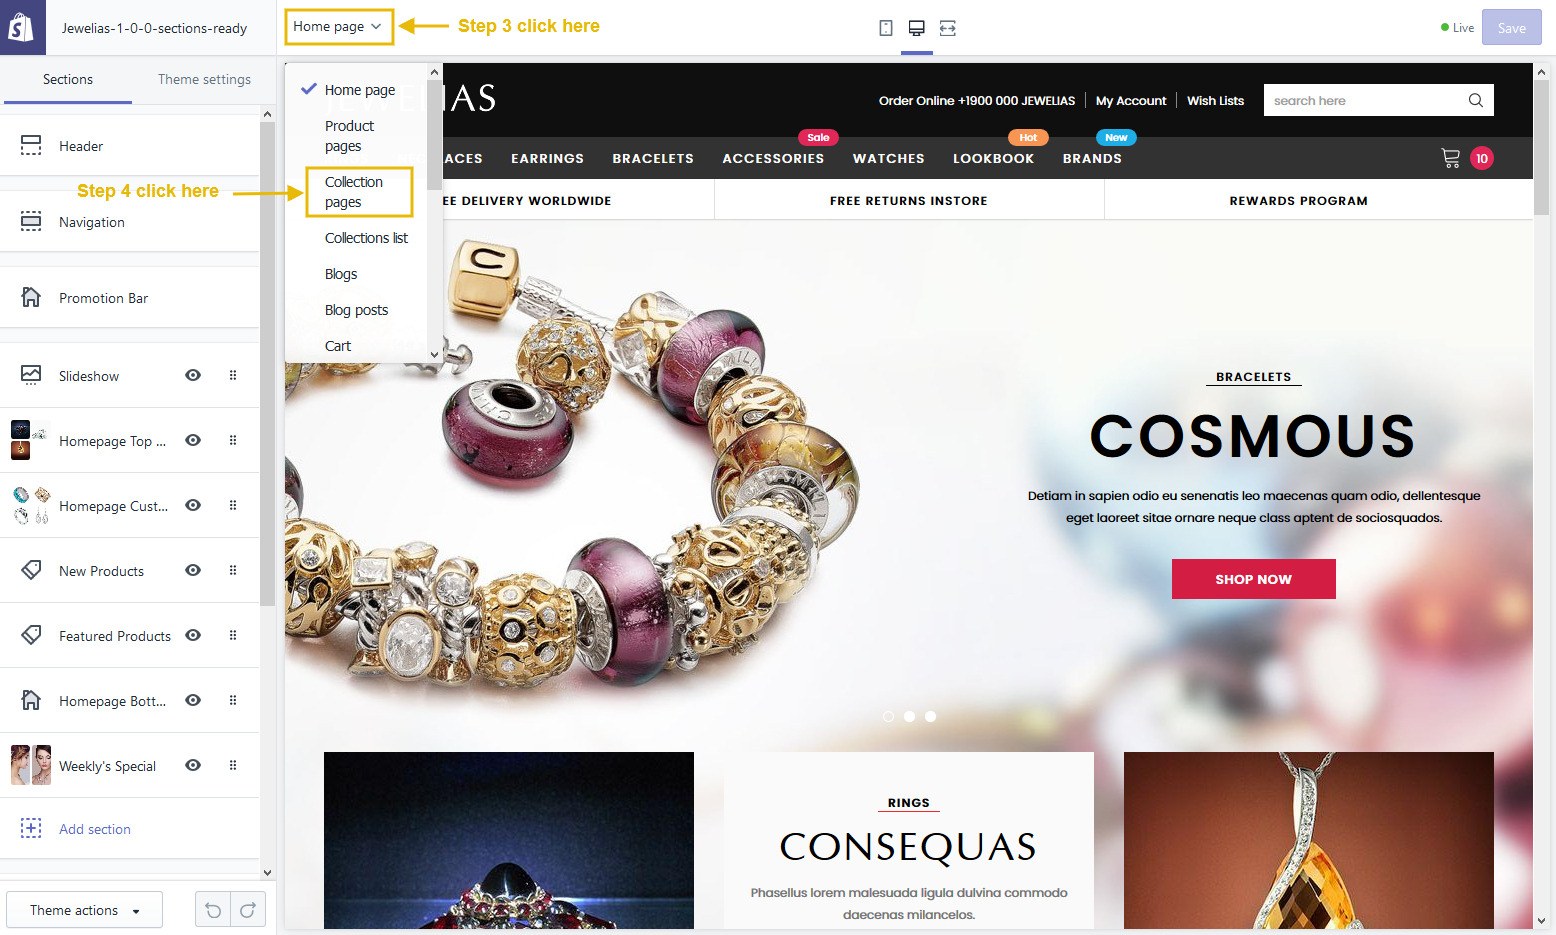 Jewelias-1-0-0-sections-ready
Home page
Step 3 click here
Live
Save
Sections
Theme settings
Header
Step 4 click here
Navigation
Promotion Bar
Slideshow
Homepage Top ...
Homepage Cust...
New Products
Featured Products
Homepage Bott...
Weekly's Special
Add section
Theme actions
Home page
Product
pages
Collection
pages
Collections list
Blogs
Blog posts
Cart
JEWELIAS
Order Online +1900 000 JEWELIAS
My Account
Wish Lists
search here
Sale
Hot
New
ACES
EARRINGS
BRACELETS
ACCESSORIES
WATCHES
LOOKBOOK
BRANDS
10
EE DELIVERY WORLDWIDE
FREE RETURNS INSTORE
REWARDS PROGRAM
BRACELETS
COSMOUS
Detiam in sapien odio eu senenatis leo maecenas quam odio, dellentesque
eget laoreet sitae ornare neque class aptent de sociosquados.
SHOP NOW
RINGS
CONSEQUAS
Phasellus lorem malesuada ligula dulvina commodo
daecenas milancelos.